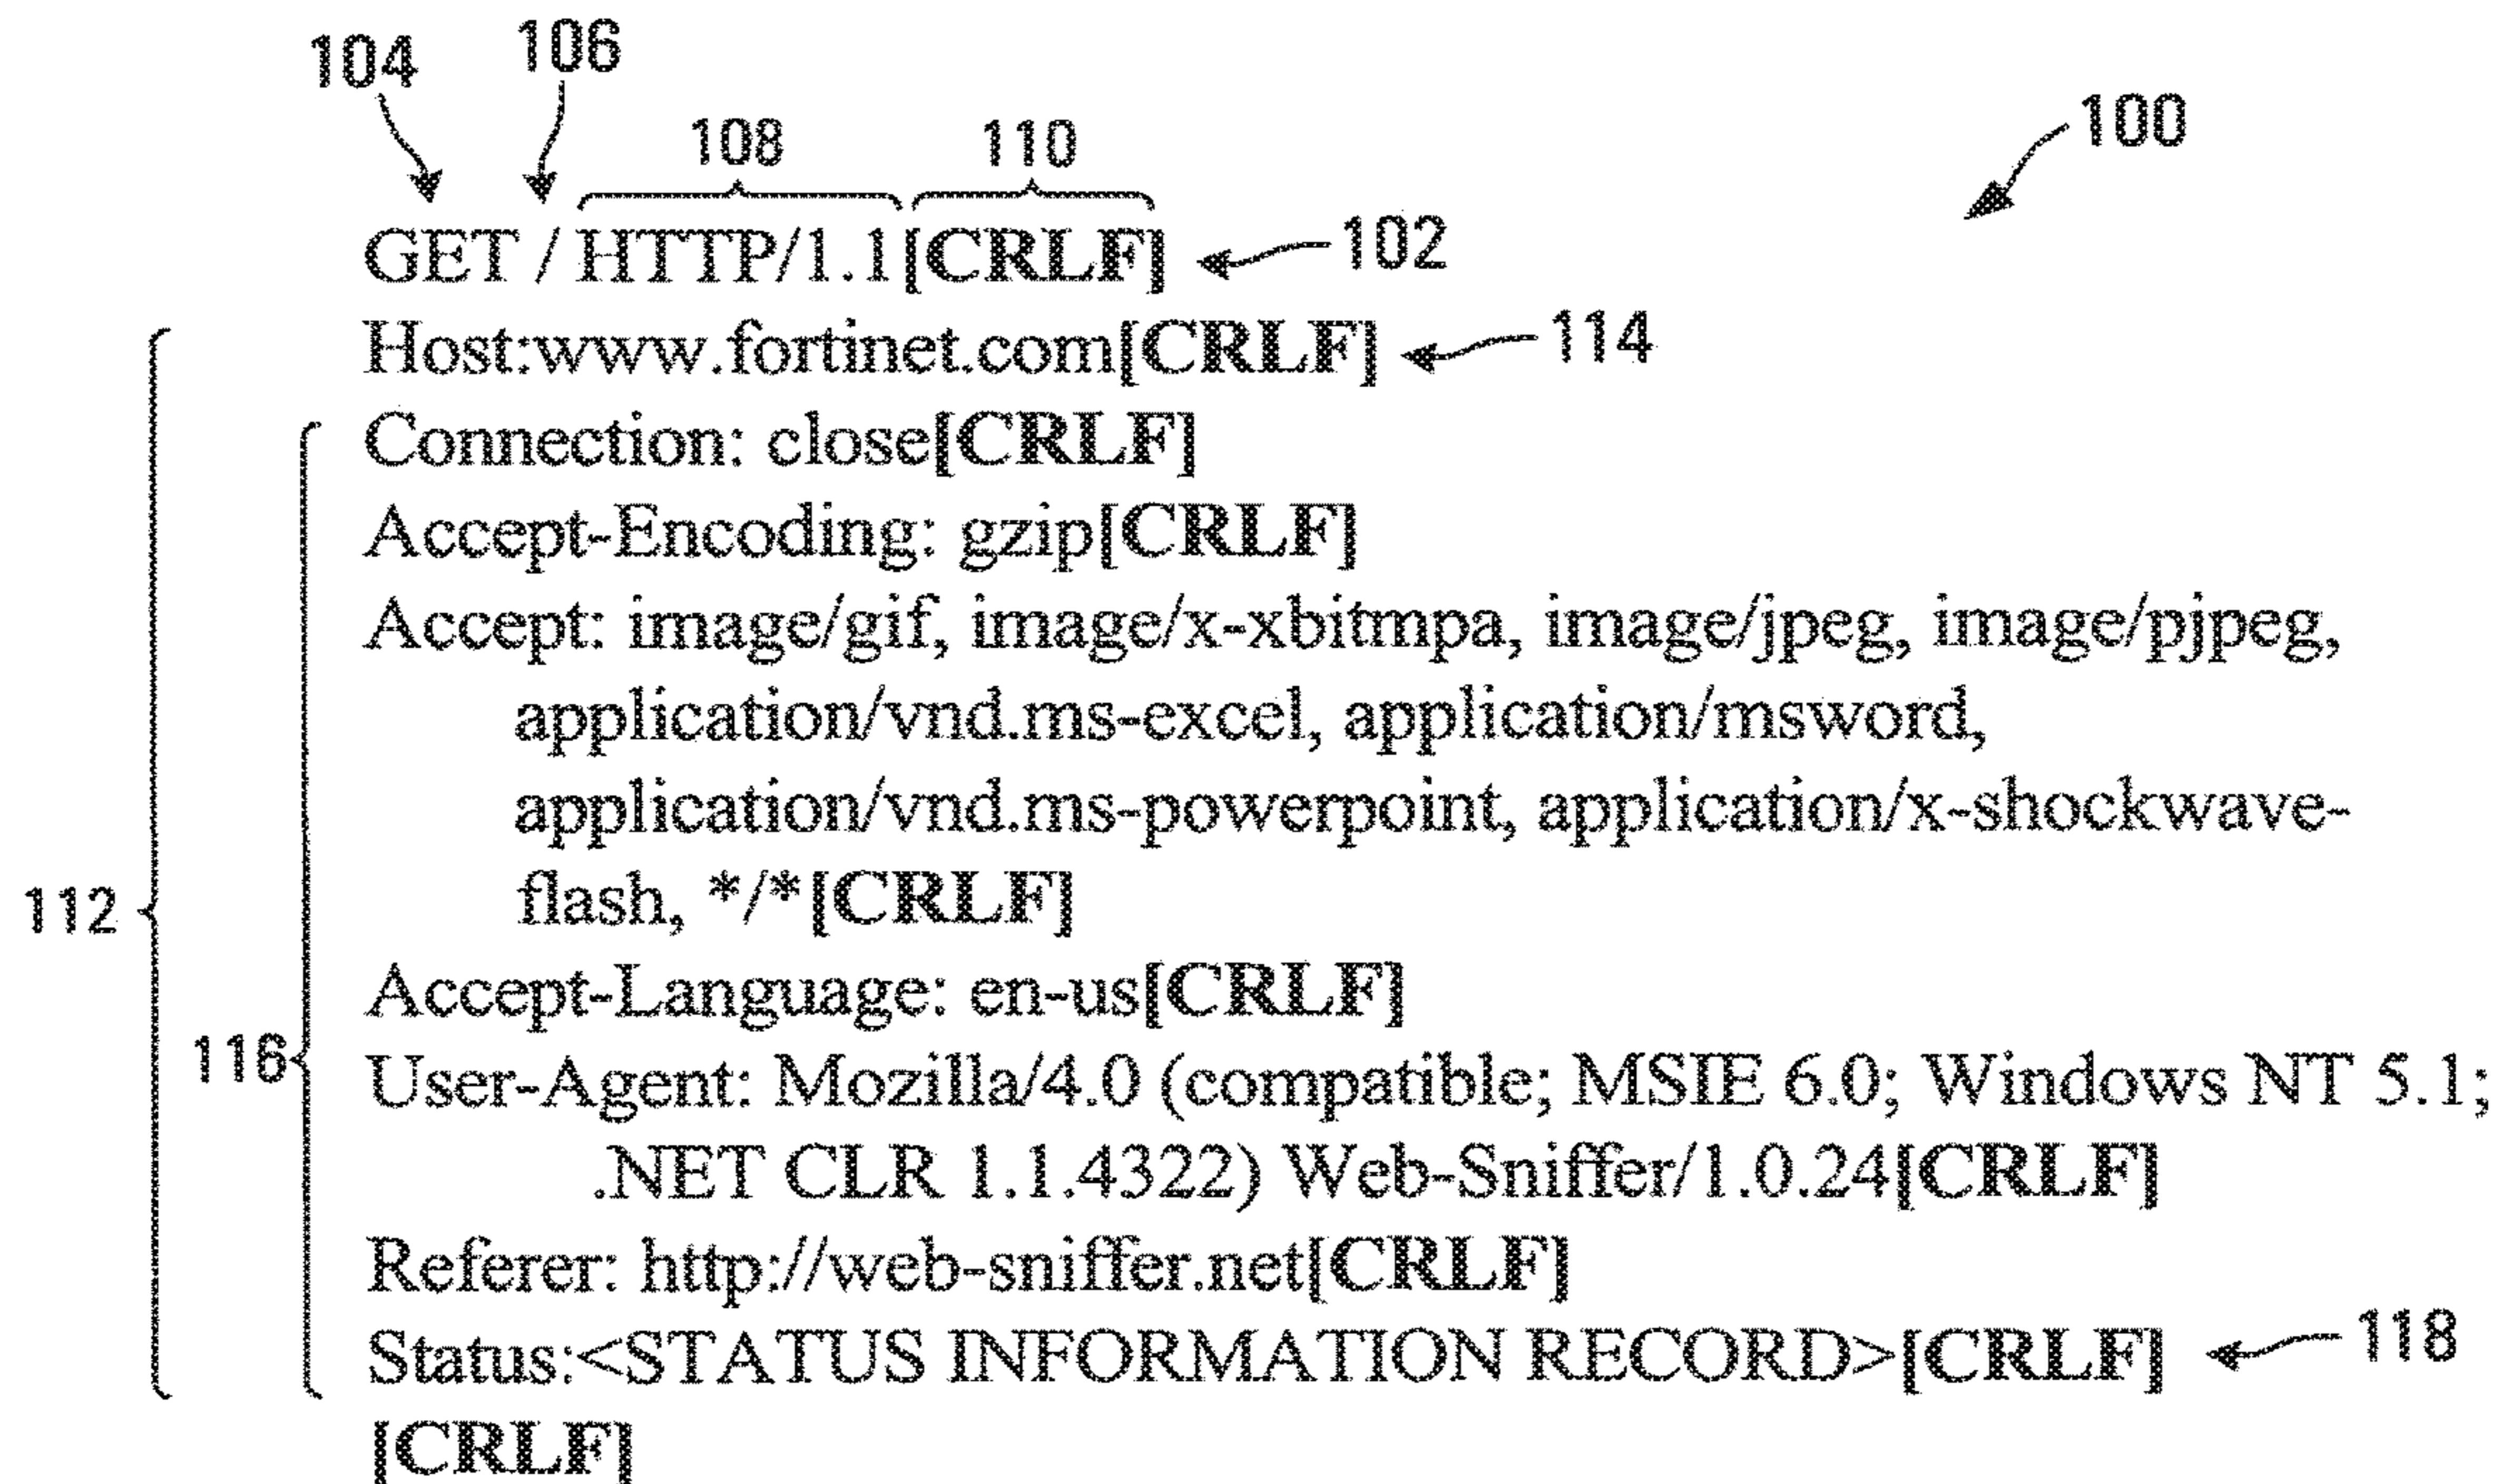 104 106
108 110 100
GET / HTTP/1.1[CRLF] 102
Host:www.fortinet.com[CRLF] 114
Connection: close[CRLF]
Accept-Encoding: gzip[CRLF]
Accept: image/gif, image/x-xbitmpa, image/jpeg, image/pjpeg,
application/vnd.ms-excel, application/msword,
application/vnd.ms-powerpoint, application/x-shockwave-
112 flash, */*[CRLF]
Accept-Language: en-us[CRLF]
116 User-Agent: Mozilla/4.0 (compatible; MSIE 6.0; Windows NT 5.1;
.NET CLR 1.1.4322) Web-Sniffer/1.0.24[CRLF]
Referer: http://web-sniffer.net[CRLF]
Status:<STATUS INFORMATION RECORD>[CRLF] 118
[CRLF]